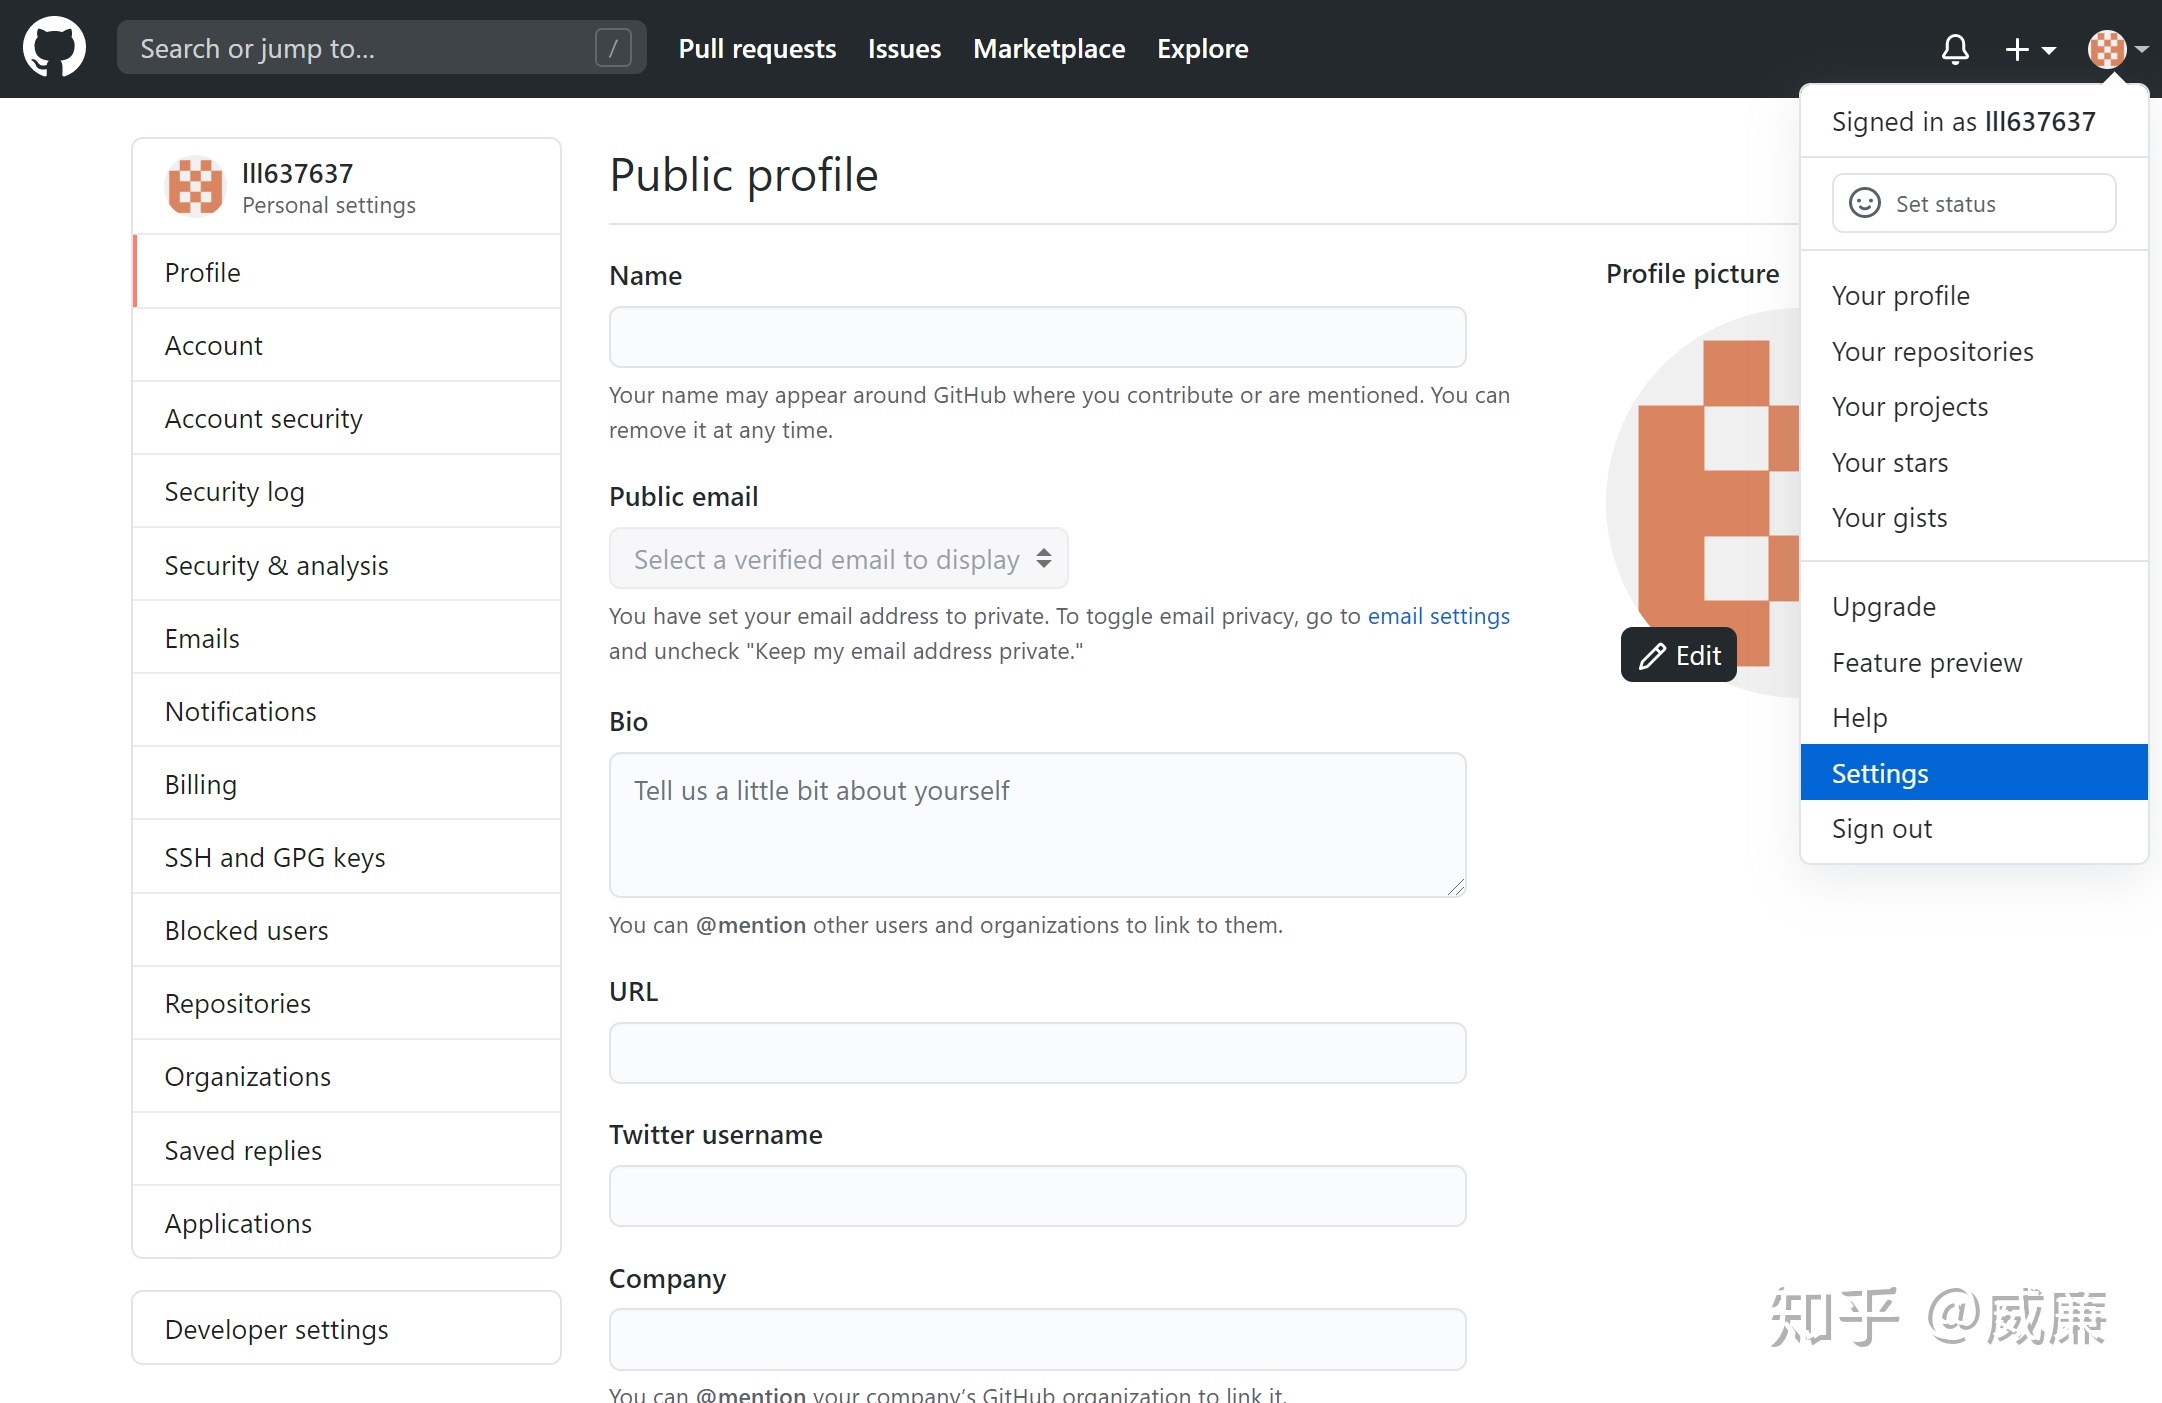 Search or jump to...
/
Pull requests
Issues
Marketplace
Explore
Signed in as lll637637
Set status
Your profile
Your repositories
Your projects
Your stars
Your gists
Upgrade
Feature preview
Help
Settings
Sign out
lll637637
Personal settings
Profile
Account
Account security
Security log
Security & analysis
Emails
Notifications
Billing
SSH and GPG keys
Blocked users
Repositories
Organizations
Saved replies
Applications
Developer settings
Public profile
Name
Your name may appear around GitHub where you contribute or are mentioned. You can
remove it at any time.
Public email
Select a verified email to display
You have set your email address to private. To toggle email privacy, go to email settings
and uncheck "Keep my email address private."
Bio
Tell us a little bit about yourself
You can @mention other users and organizations to link to them.
URL
Twitter username
Company
You can @mention your company’s GitHub organization to link it.
Profile picture
Edit
知乎 @威廉